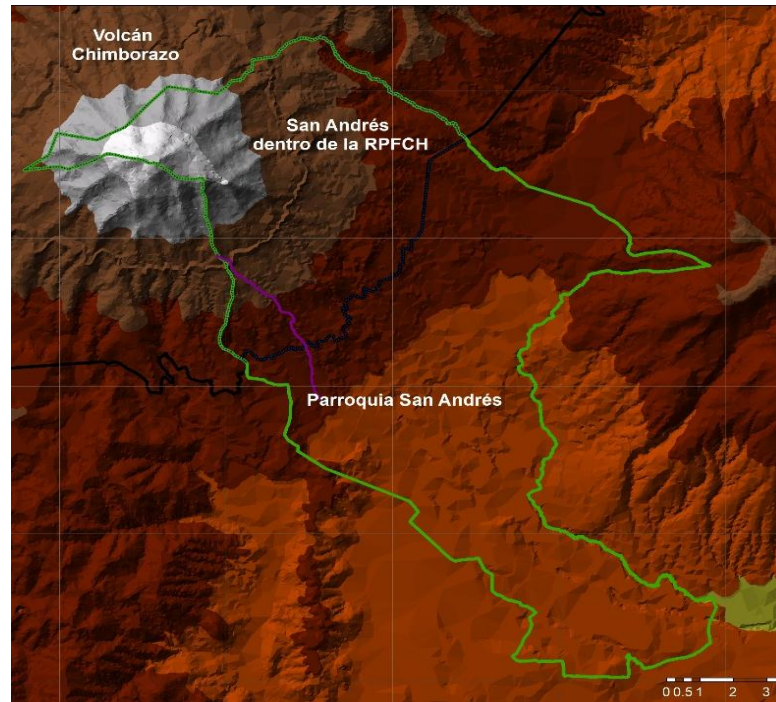 Volcán
Chimborazo
San Andrés
dentro de la RPFCH
Parroquia San Andrés
0 0.5 1 2 3